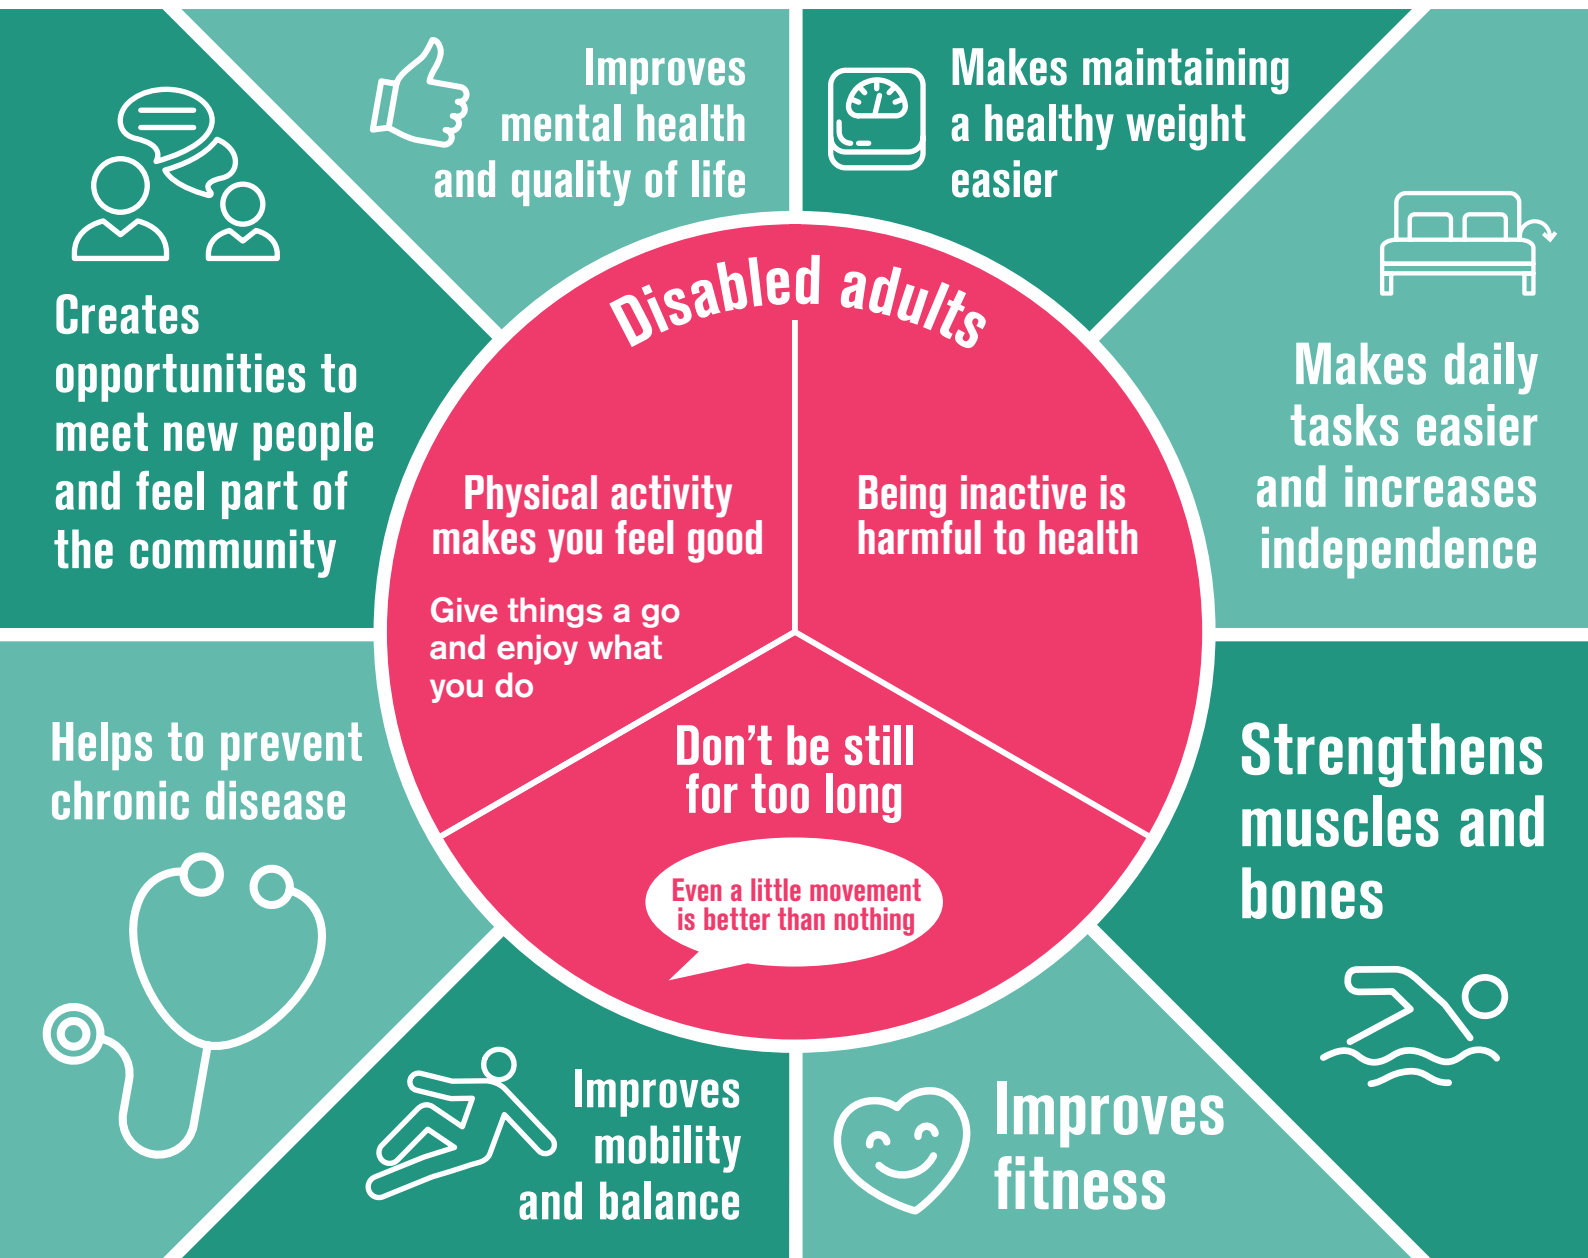 Improves
mental health
and quality of life
Makes maintaining
a healthy weight
easier
Creates
opportunities to
meet new people
and feel part of
the community
Makes daily
tasks easier
and increases
independence
Disabled adults
Physical activity
makes you feel good
Give things a go
and enjoy what
you do
Being inactive is
harmful to health
Don't be still
for too long
Even a little movement
is better than nothing
Helps to prevent
chronic disease
Strengthens
muscles and
bones
Improves
mobility
and balance
Improves
fitness